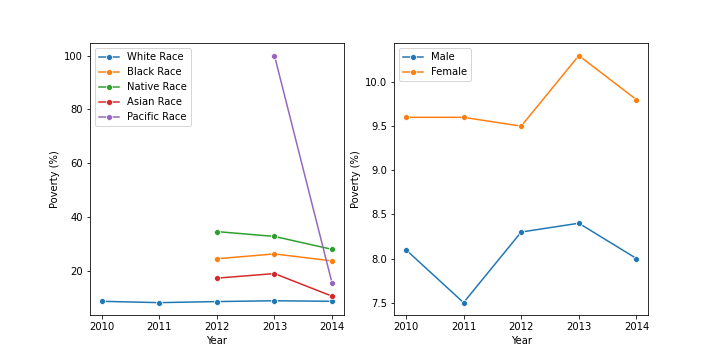 White Race
Black Race
Native Race
Asian Race
Pacific Race
100
80
60
40
20
Poverty (%)
2010 2011 2012 2013 2014
Year
Male
Female
10.0
9.5
9.0
8.5
8.0
7.5
Poverty (%)
2010 2011 2012 2013 2014
Year